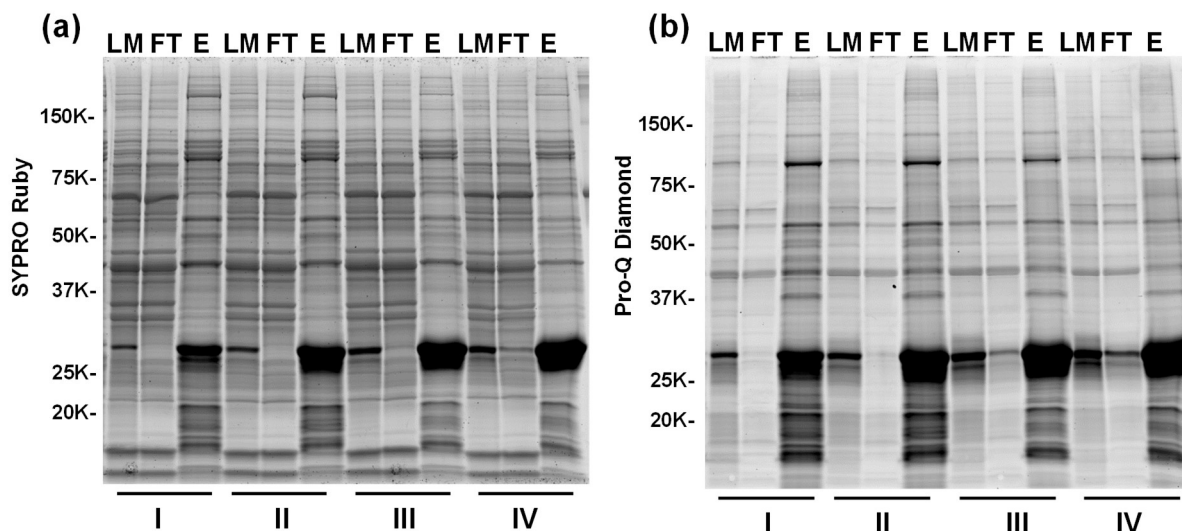 (a)
LM FT E LM FT E LM FT E LM FT E
SYPRO Ruby
150K-
75K-
50K-
37K-
25K-
20K-
I II III IV
(b)
LM FT E LM FT E LM FT E LM FT E
Pro-Q Diamond
150K-
75K-
50K-
37K-
25K-
20K-
I II III IV